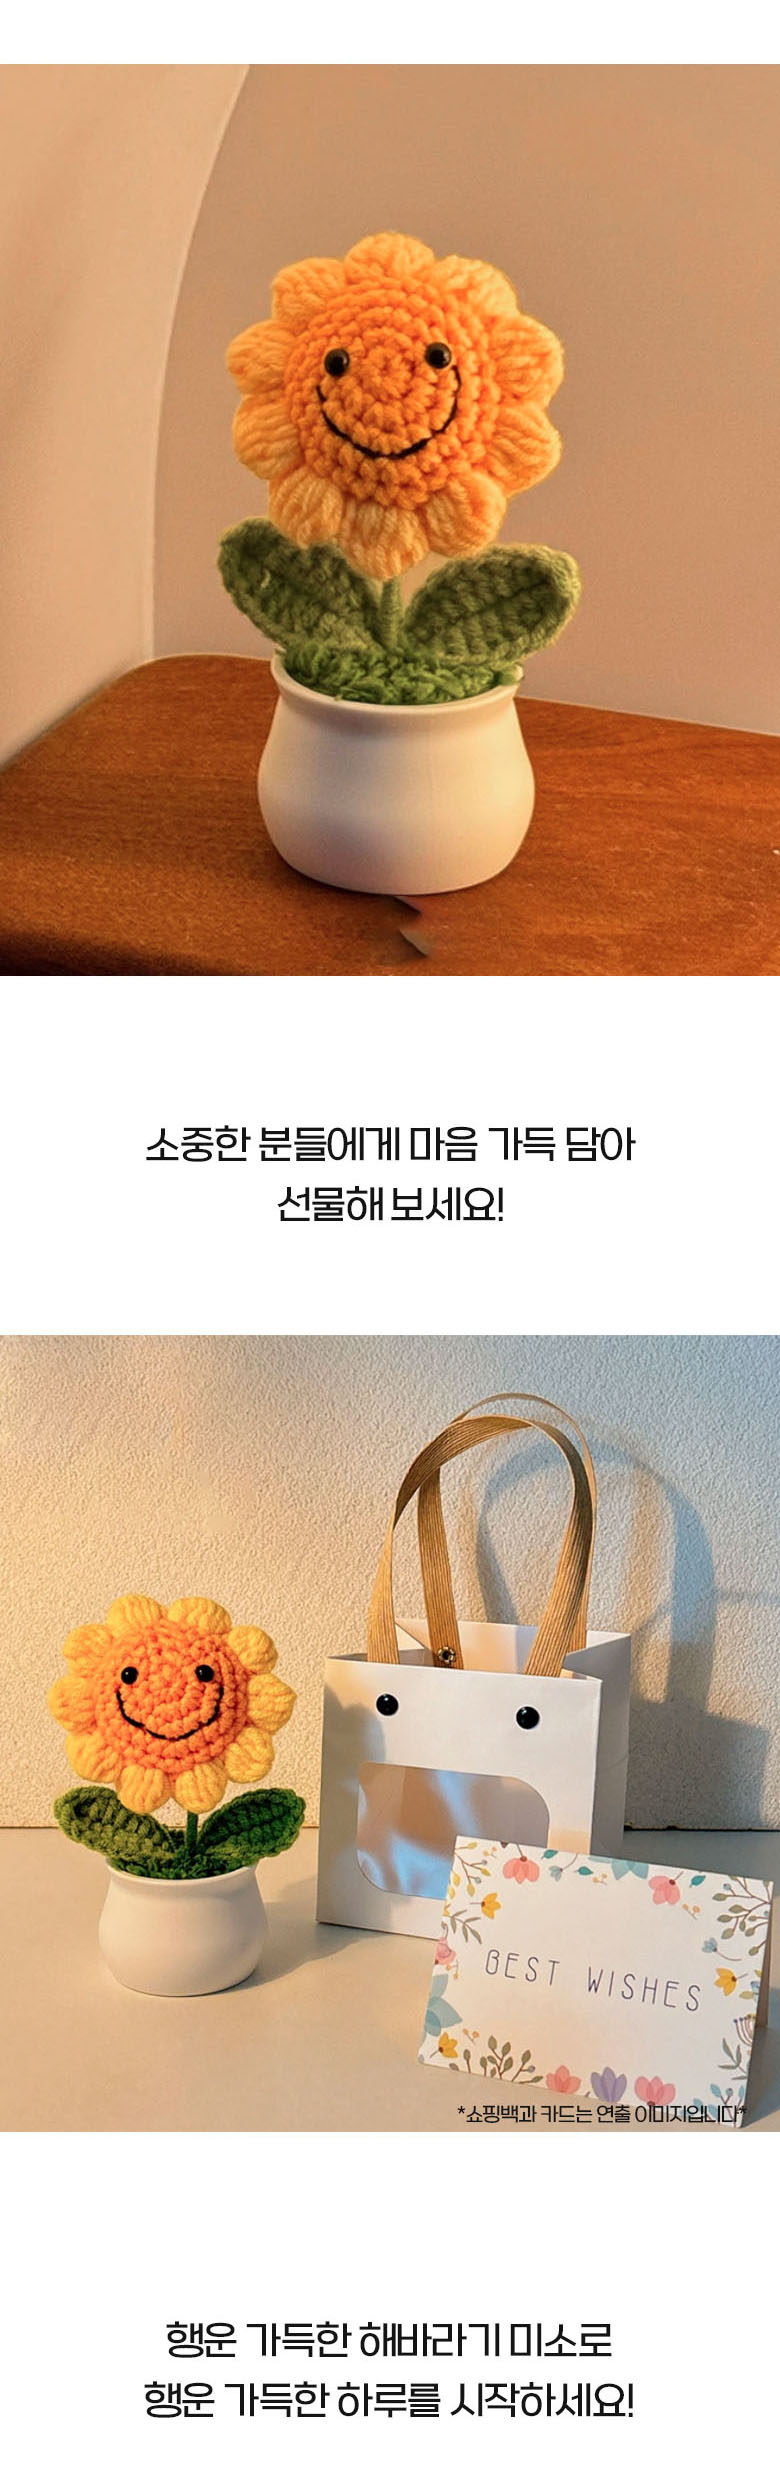 소중한 분들에게 마음 가득 담아
선물해 보세요!
BEST WISHES
*쇼핑백과 카드는 연출 이미지입니다*
행운 가득한 해바라기 미소로
행운 가득한 하루를 시작하세요!